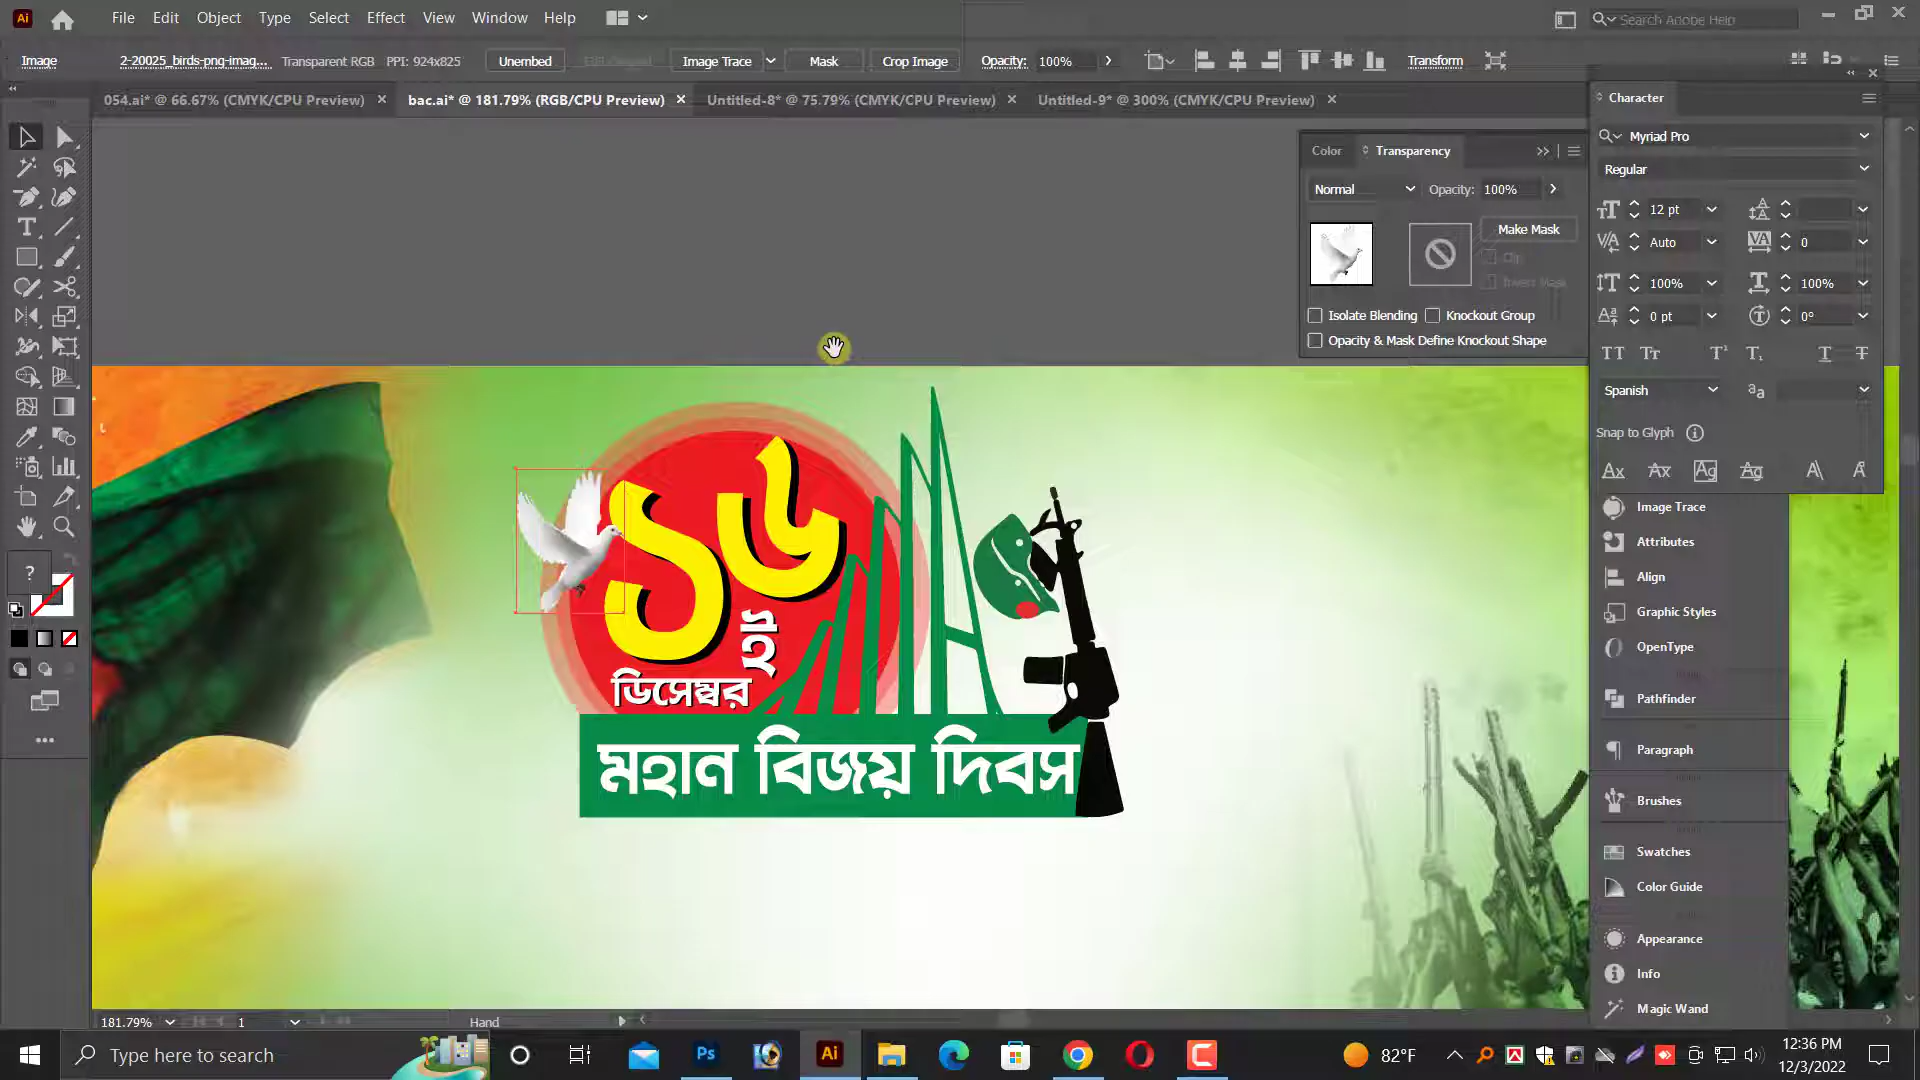 Ai File Edit Object Type Select Effect View Window Help Search Adobe Help
Image 2-20025_birds-png-imag... Transparent RGB PPI: 924x825 Unembed Image Trace Mask Crop Image Opacity: 100% Transform
054.ai* @ 66.67% (CMYK/CPU Preview) bac.ai* @ 181.79% (RGB/CPU Preview) Untitled-8* @ 75.79% (CMYK/CPU Preview) Untitled-9* @ 300% (CMYK/CPU Preview)
Character
Myriad Pro
Regular
12 pt
Auto 0
100% 100%
0 pt 0°
Spanish
Snap to Glyph
Color Transparency
Normal Opacity: 100%
Make Mask
Clip
Invert Mask
Isolate Blending Knockout Group
Opacity & Mask Define Knockout Shape
১৬
ই
ডিসেম্বর
মহান বিজয় দিবস
Image Trace
Attributes
Align
Graphic Styles
OpenType
Pathfinder
Paragraph
Brushes
Swatches
Color Guide
Appearance
Info
Magic Wand
181.79% 1 Hand
Type here to search Ps Ai 82°F 12:36 PM
12/3/2022